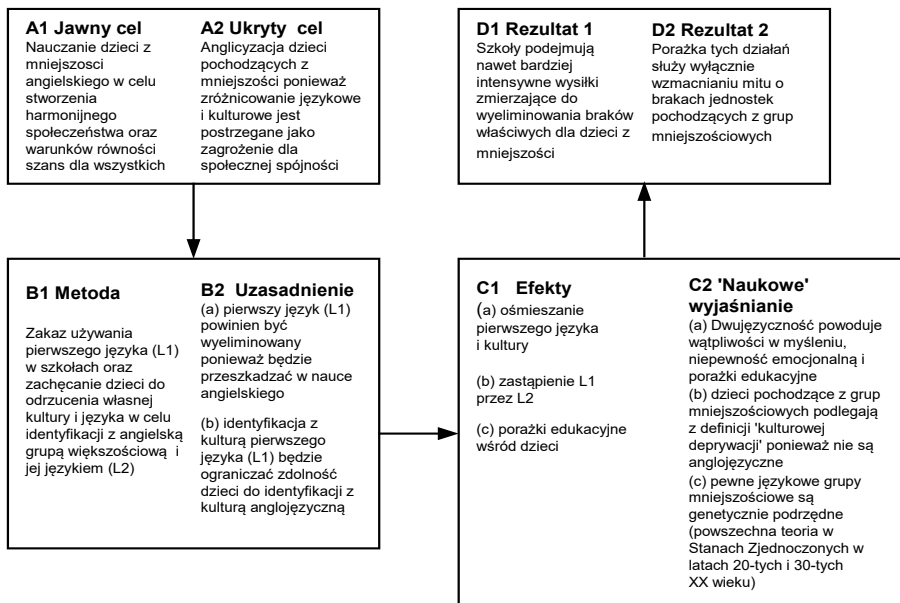 A1 Jawny cel
Nauczanie dzieci z
mniejszosci
angielskiego w celu
stworzenia
harmonijnego
społeczeństwa oraz
warunków równości
szans dla wszystkich
A2 Ukryty cel
Anglicyzacja dzieci
pochodzących z
mniejszości ponieważ
zróżnicowanie językowe
i kulturowe jest
postrzegane jako
zagrożenie dla
społecznej spójności
B1 Metoda
Zakaz używania
pierwszego języka (L1)
w szkołach oraz
zachęcanie dzieci do
odrzucenia własnej
kultury i języka w celu
identyfikacji z angielską
grupą większościową i
jej językiem (L2)
B2 Uzasadnienie
(a) pierwszy język (L1)
powinien być
wyeliminowany
ponieważ będzie
przeszkadzać w nauce
angielskiego
(b) identyfikacja z
kulturą pierwszego
języka (L1) będzie
ograniczać zdolność
dzieci do identyfikacji z
kulturą anglojęzyczną
C1 Efekty
(a) ośmieszanie
pierwszego języka
i kultury
(b) zastąpienie L1
przez L2
(c) porażki edukacyjne
wśród dzieci
C2 'Naukowe'
wyjaśnianie
(a) Dwujęzyczność powoduje
wątpliwości w myśleniu,
niepewność emocjonalną i
porażki edukacyjne
(b) dzieci pochodzące z grup
mniejszościowych podlegają
z definicji 'kulturowej
deprywacji' ponieważ nie są
anglojęzyczne
(c) pewne językowe grupy
mniejszościowe są
genetycznie podrzędne
(powszechna teoria w
Stanach Zjednoczonych w
latach 20-tych i 30-tych
XX wieku)
D1 Rezultat 1
Szkoły podejmują
nawet bardziej
intensywne wysiłki
zmierzające do
wyeliminowania braków
właściwych dla dzieci z
mniejszości
D2 Rezultat 2
Porażka tych działań
służy wyłącznie
wzmacnianiu mitu o
brakach jednostek
pochodzących z grup
mniejszościowych